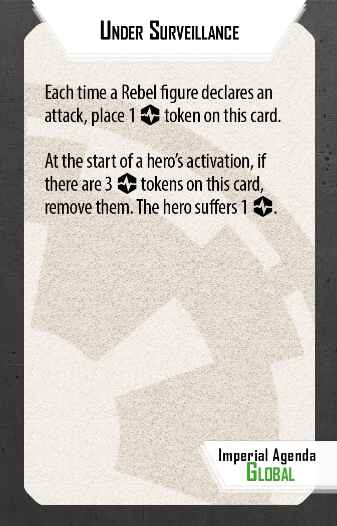 Under Surveillance
Each time a Rebel figure declares an
attack, place 1 token on this card.
At the start of a hero's activation, if
there are 3 tokens on this card,
remove them. The hero suffers 1 .
Imperial Agenda
Global